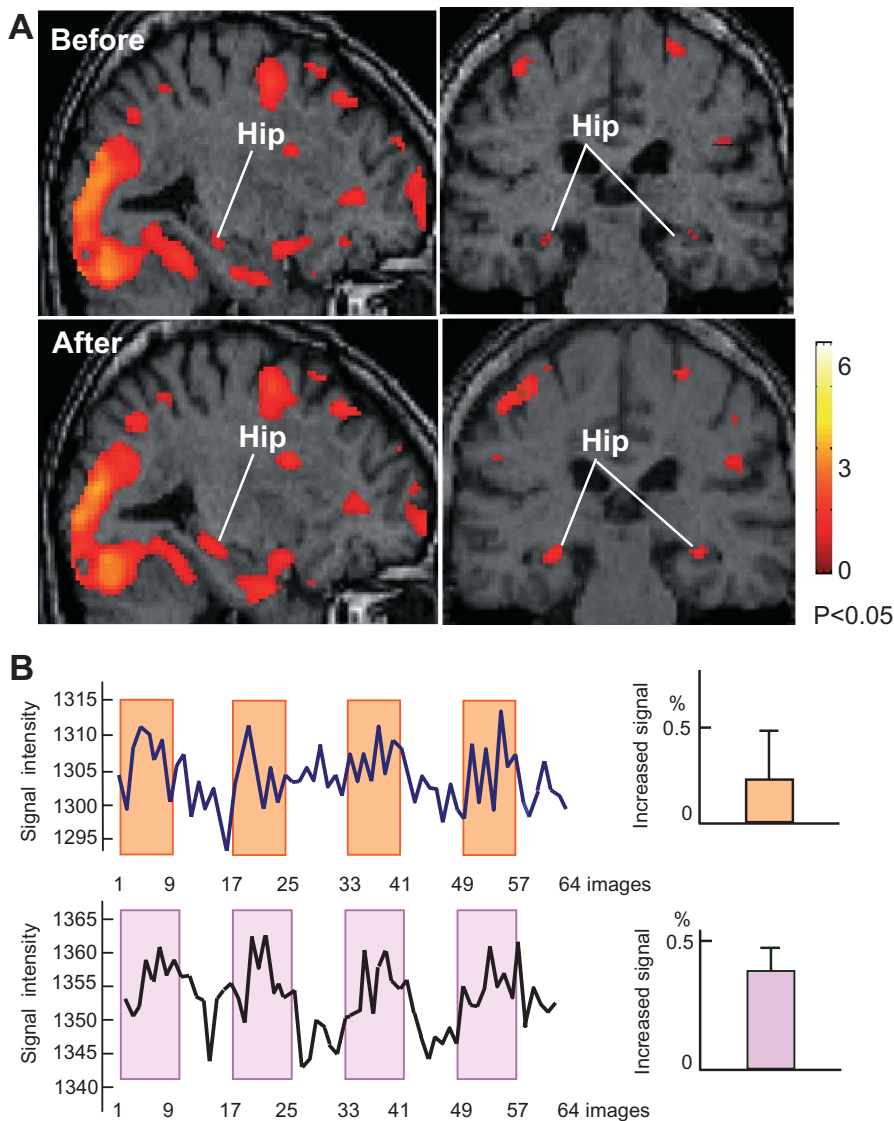 A
Before
Hip
Hip
After
Hip
Hip
6
3
0
P<0.05
B
Signal intensity
1315
1310
1305
1300
1295
1 9 17 25 33 41 49 57 64 images
Increased signal
%
0.5
0
Signal intensity
1365
1360
1355
1350
1345
1340
1 9 17 25 33 41 49 57 64 images
Increased signal
%
0.5
0